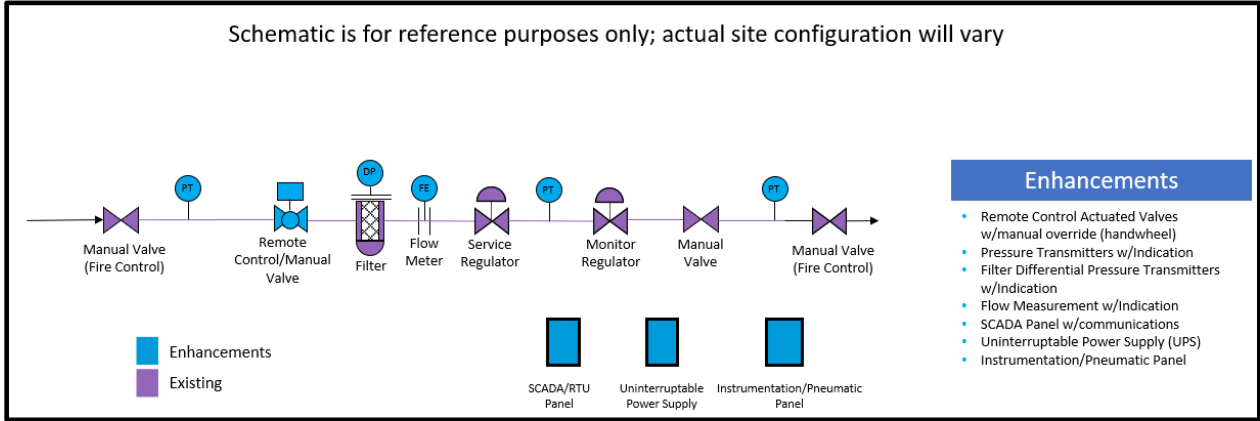 Schematic is for reference purposes only; actual site configuration will vary
PT
DP
FE
PT
PT
Manual Valve
(Fire Control)
Remote
Control/Manual
Valve
Filter
Flow
Meter
Service
Regulator
Monitor
Regulator
Manual
Valve
Manual Valve
(Fire Control)
Enhancements
Existing
SCADA/RTU
Panel
Uninterruptable
Power Supply
Instrumentation/Pneumatic
Panel
Enhancements
• Remote Control Actuated Valves
w/manual override (handwheel)
• Pressure Transmitters w/Indication
• Filter Differential Pressure Transmitters
w/Indication
• Flow Measurement w/Indication
• SCADA Panel w/communications
• Uninterruptable Power Supply (UPS)
• Instrumentation/Pneumatic Panel